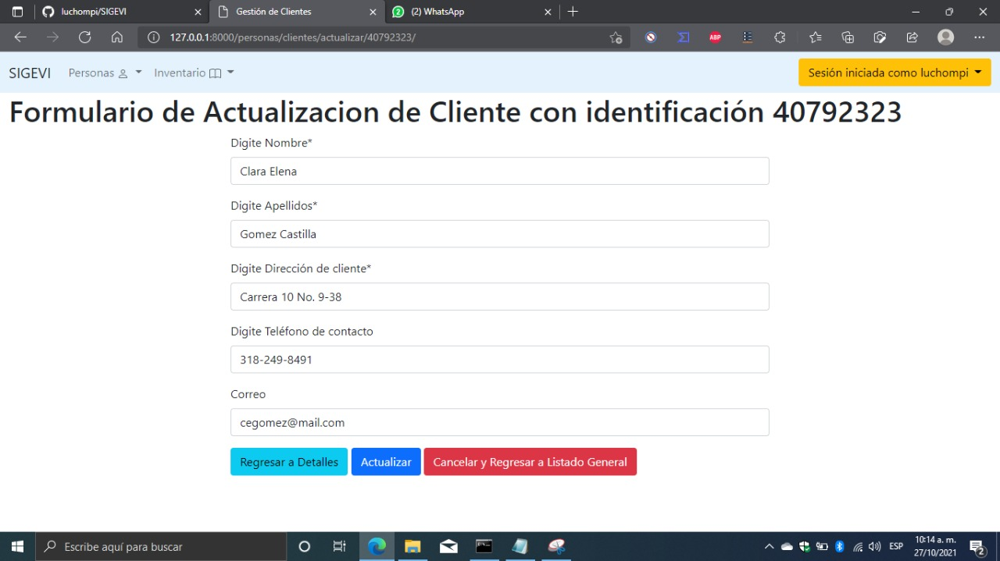 luchompi/SIGEVI
Gestión de Clientes
(2) WhatsApp
127.0.0.1:8000/personas/clientes/actualizar/40792323/
ABP
SIGEVI Personas Inventario Sesión iniciada como luchompi
Formulario de Actualizacion de Cliente con identificación 40792323
Digite Nombre*
Clara Elena
Digite Apellidos*
Gomez Castilla
Digite Dirección de cliente*
Carrera 10 No. 9-38
Digite Teléfono de contacto
318-249-8491
Correo
cegomez@mail.com
Regresar a Detalles Actualizar Cancelar y Regresar a Listado General
Escribe aquí para buscar
ESP
10:14 a. m.
27/10/2021
2